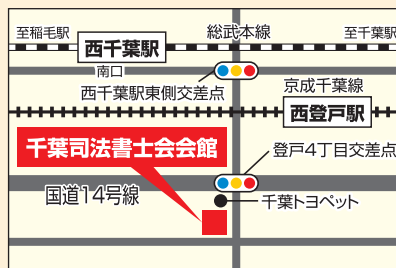 至稲毛駅
総武本線
至千葉駅
西千葉駅
南口
西千葉駅東側交差点
京成千葉線
西登戸駅
千葉司法書士会会館
登戸4丁目交差点
国道14号線
千葉トヨペット